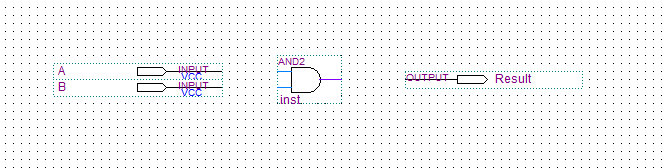 AND2
A INPUT
VCC
OUTPUT Result
B INPUT
VCC
inst